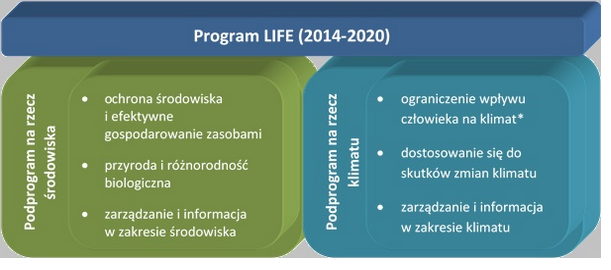 Program LIFE (2014-2020)
Podprogram na rzecz
środowiska
• ochrona środowiska
i efektywne
gospodarowanie zasobami
• przyroda i różnorodność
biologiczna
• zarządzanie i informacja
w zakresie środowiska
Podprogram na rzecz
klimatu
• ograniczenie wpływu
człowieka na klimat*
• dostosowanie się do
skutków zmian klimatu
• zarządzanie i informacja
w zakresie klimatu